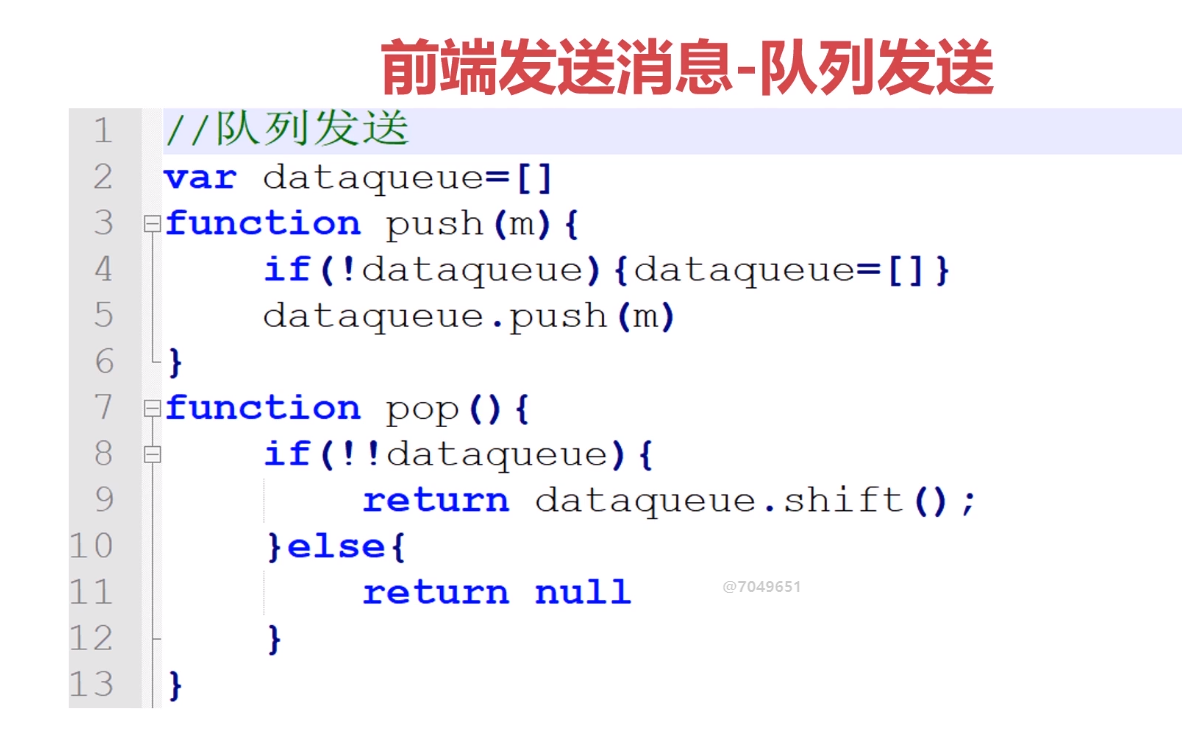 前端发送消息-队列发送
1 //队列发送
2 var dataqueue=[]
3 function push(m){
4     if(!dataqueue){dataqueue=[]}
5     dataqueue.push(m)
6 }
7 function pop(){
8     if(!!dataqueue){
9         return dataqueue.shift();
10     }else{
11         return null
@7049651
12     }
13 }